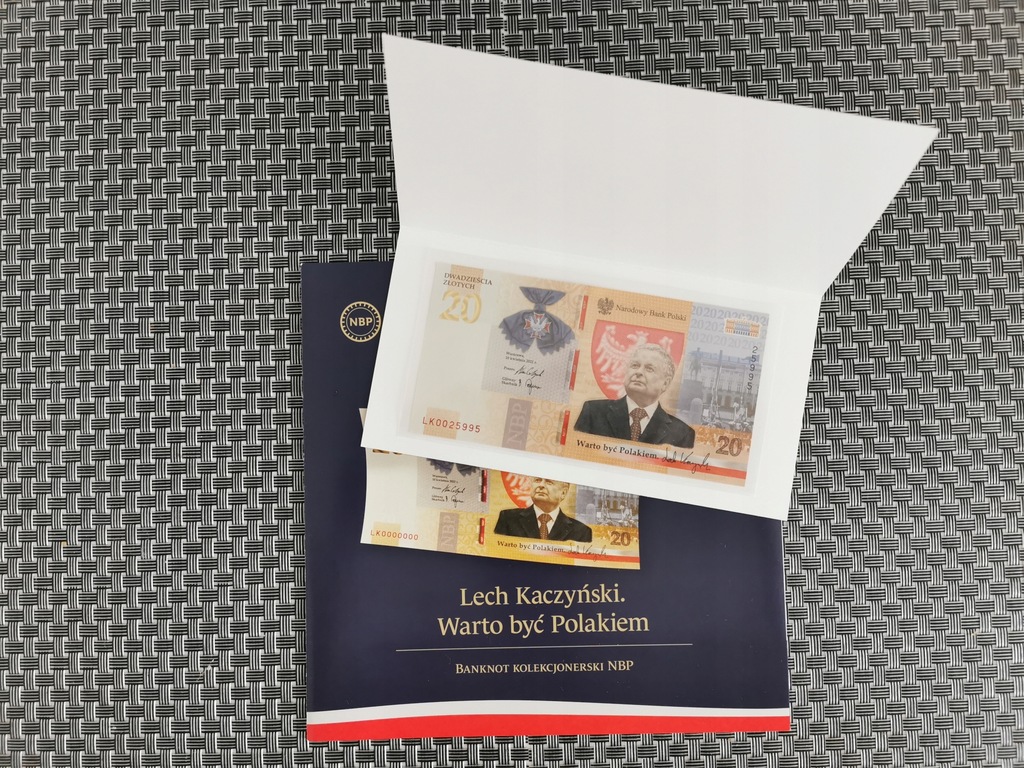 DWADZIEŚCIA
ZŁOTYCH
20
Narodowy Bank Polski
25995
NBP
LK0025995
Warto być Polakiem.
20
NBP
LK0000000
NBP
Warto być Polakiem.
20
Lech Kaczyński.
Warto być Polakiem
BANKNOT KOLEKCJONERSKI NBP